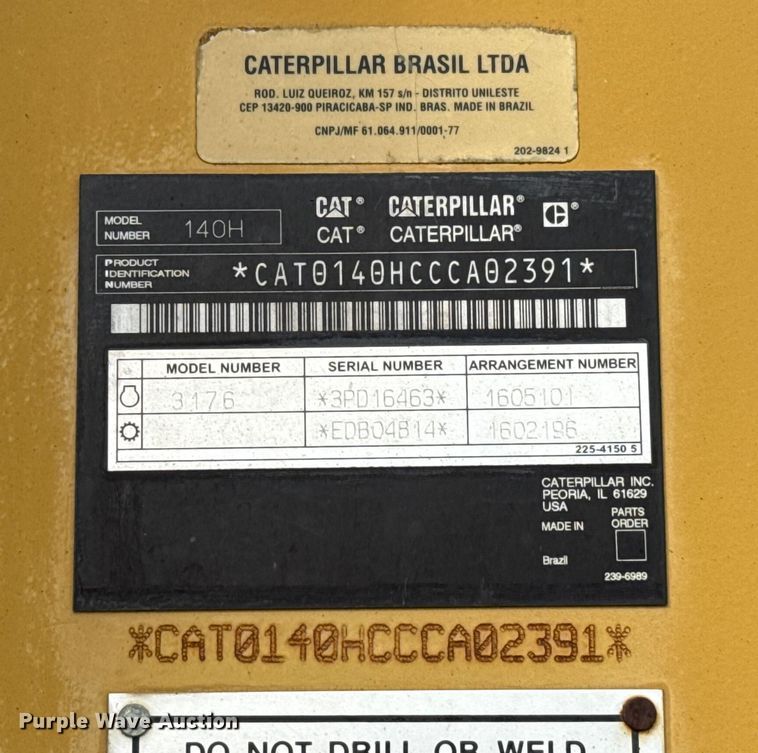 CATERPILLAR BRASIL LTDA
ROD. LUIZ QUEIROZ, KM 157 s/n - DISTRITO UNILESTE
CEP 13420-900 PIRACICABA-SP IND. BRAS. MADE IN BRAZIL
CNPJ/MF 61.064.911/0001-77
202-9824 1
CAT® CATERPILLAR® C
MODEL NUMBER 140H
CAT® CATERPILLAR®
PRODUCT IDENTIFICATION NUMBER *CAT0140HCCCA02391*
MODEL NUMBER SERIAL NUMBER ARRANGEMENT NUMBER
3176 *3PD16463* 1605101
*EDB04814* 1602196
225-4150 5
CATERPILLAR INC.
PEORIA, IL 61629
USA
PARTS ORDER
MADE IN
Brazil
239-6989
*CAT0140HCCCA02391*
Purple Wave Auction
DO NOT DRILL OR WELD